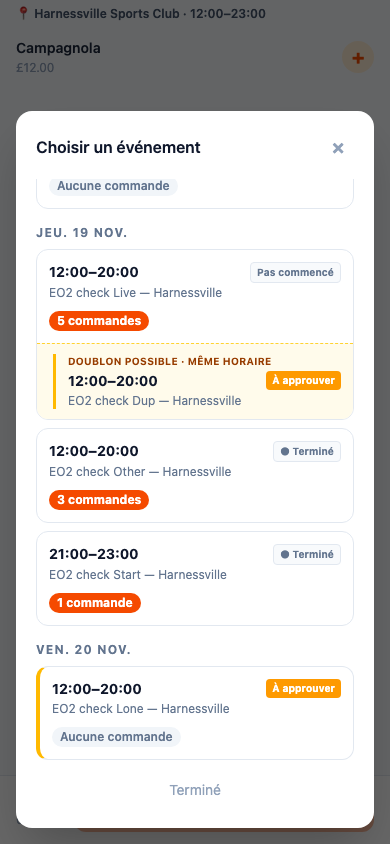 📍 Harnessville Sports Club · 12:00–23:00
Campagnola
£12.00
+
Choisir un événement
×
Aucune commande
JEU. 19 NOV.
12:00–20:00
Pas commencé
EO2 check Live — Harnessville
5 commandes
DOUBLON POSSIBLE · MÊME HORAIRE
12:00–20:00
À approuver
EO2 check Dup — Harnessville
12:00–20:00
● Terminé
EO2 check Other — Harnessville
3 commandes
21:00–23:00
● Terminé
EO2 check Start — Harnessville
1 commande
VEN. 20 NOV.
12:00–20:00
À approuver
EO2 check Lone — Harnessville
Aucune commande
Terminé